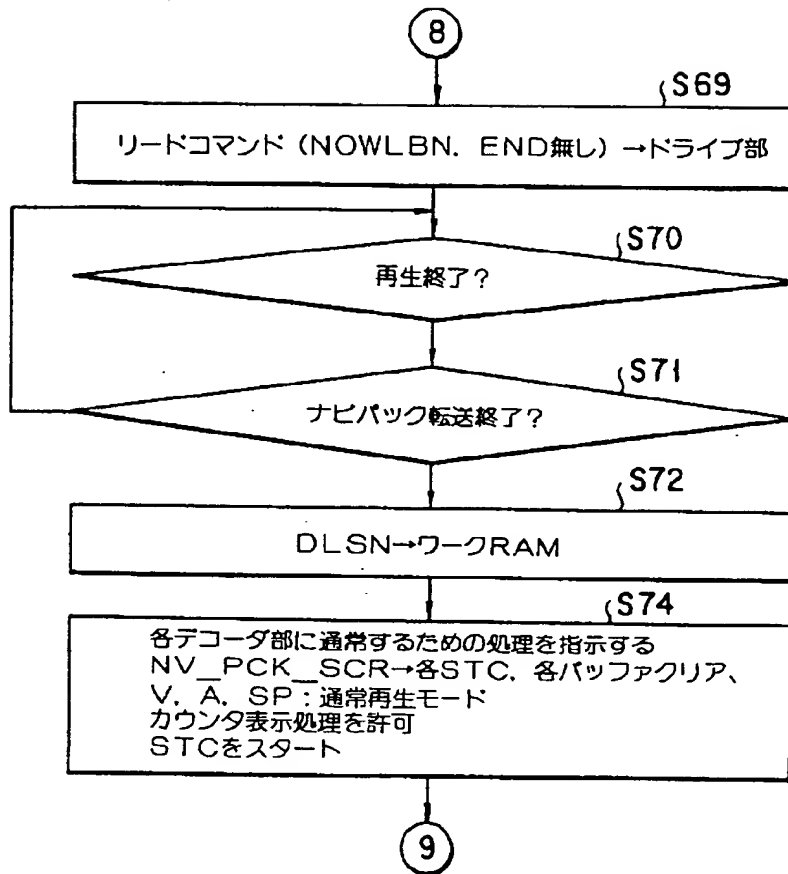 8
S69
リードコマンド（NOWLBN．END無し）→ドライブ部
S70
再生終了？
S71
ナビパック転送終了？
S72
DLSN→ワークRAM
S74
各デコーダ部に通常するための処理を指示する
NV_PCK_SCR→各STC．各バッファクリア、
V．A．SP：通常再生モード
カウンタ表示処理を許可
STCをスタート
9